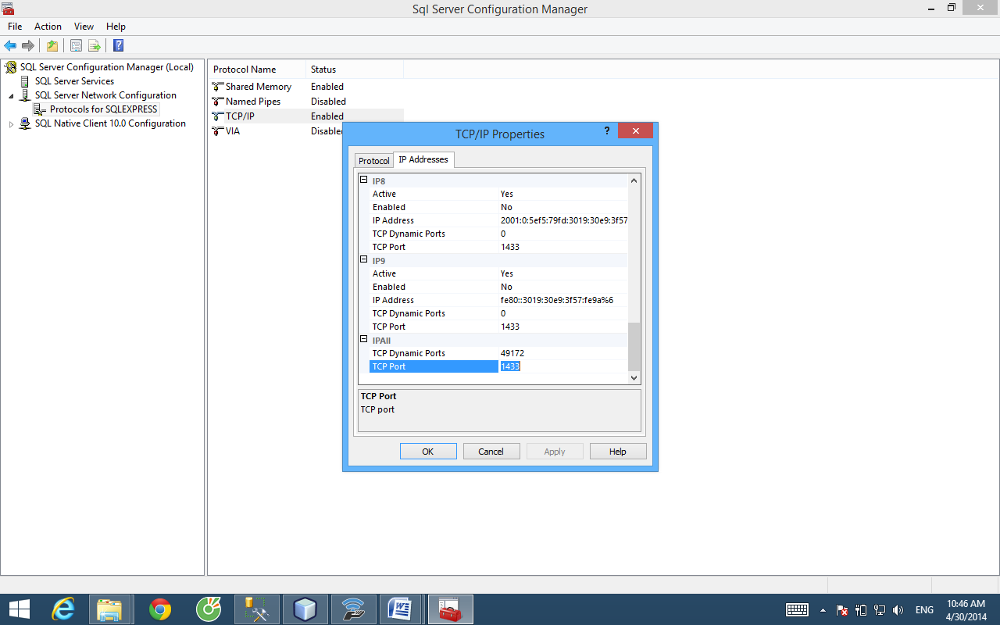 Sql Server Configuration Manager
File Action View Help
SQL Server Configuration Manager (Local)
SQL Server Services
SQL Server Network Configuration
Protocols for SQLEXPRESS
SQL Native Client 10.0 Configuration
Protocol Name Status
Shared Memory Enabled
Named Pipes Disabled
TCP/IP Enabled
VIA
TCP/IP Properties
?
Protocol IP Addresses
IP8
Active Yes
Enabled No
IP Address 2001:0:5ef5:79fd:3019:30e9:3f57
TCP Dynamic Ports 0
TCP Port 1433
IP9
Active Yes
Enabled No
IP Address fe80::3019:30e9:3f57:fe9a%6
TCP Dynamic Ports 0
TCP Port 1433
IPAll
TCP Dynamic Ports 49172
TCP Port 1433
TCP Port
TCP port
OK Cancel Apply Help
ENG
10:46 AM
4/30/2014